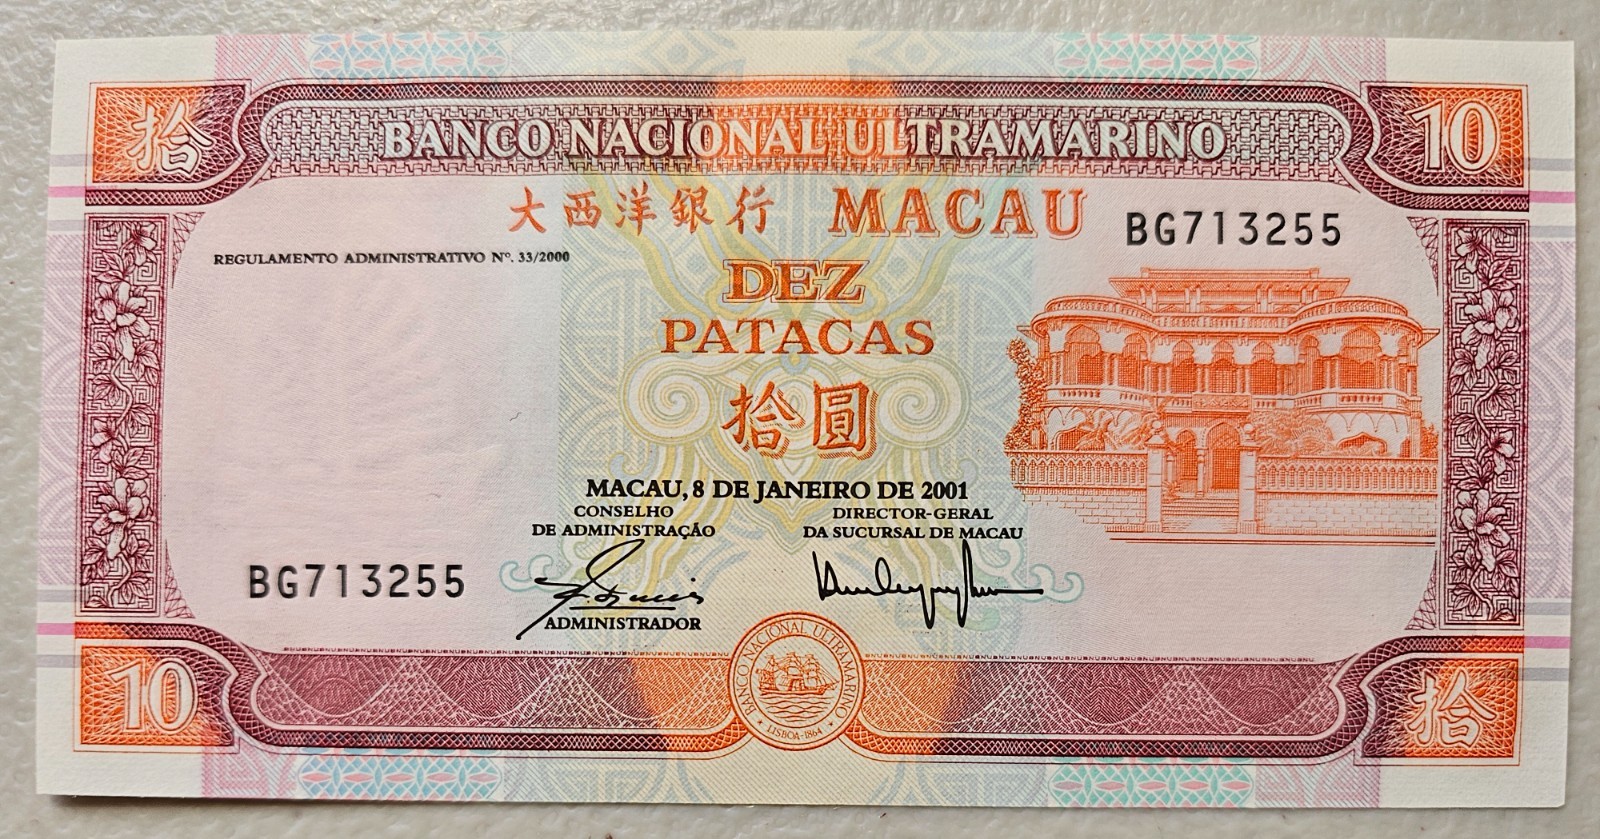 拾
BANCO NACIONAL ULTRAMARINO
10
大西洋銀行 MACAU
BG713255
REGULAMENTO ADMINISTRATIVO Nº. 33/2000
DEZ
PATACAS
拾圓
MACAU, 8 DE JANEIRO DE 2001
CONSELHO
DE ADMINISTRAÇÃO
DIRECTOR-GERAL
DA SUCURSAL DE MACAU
BG713255
ADMINISTRADOR
10
BANCO NACIONAL ULTRAMARINO
LISBOA-1864
拾